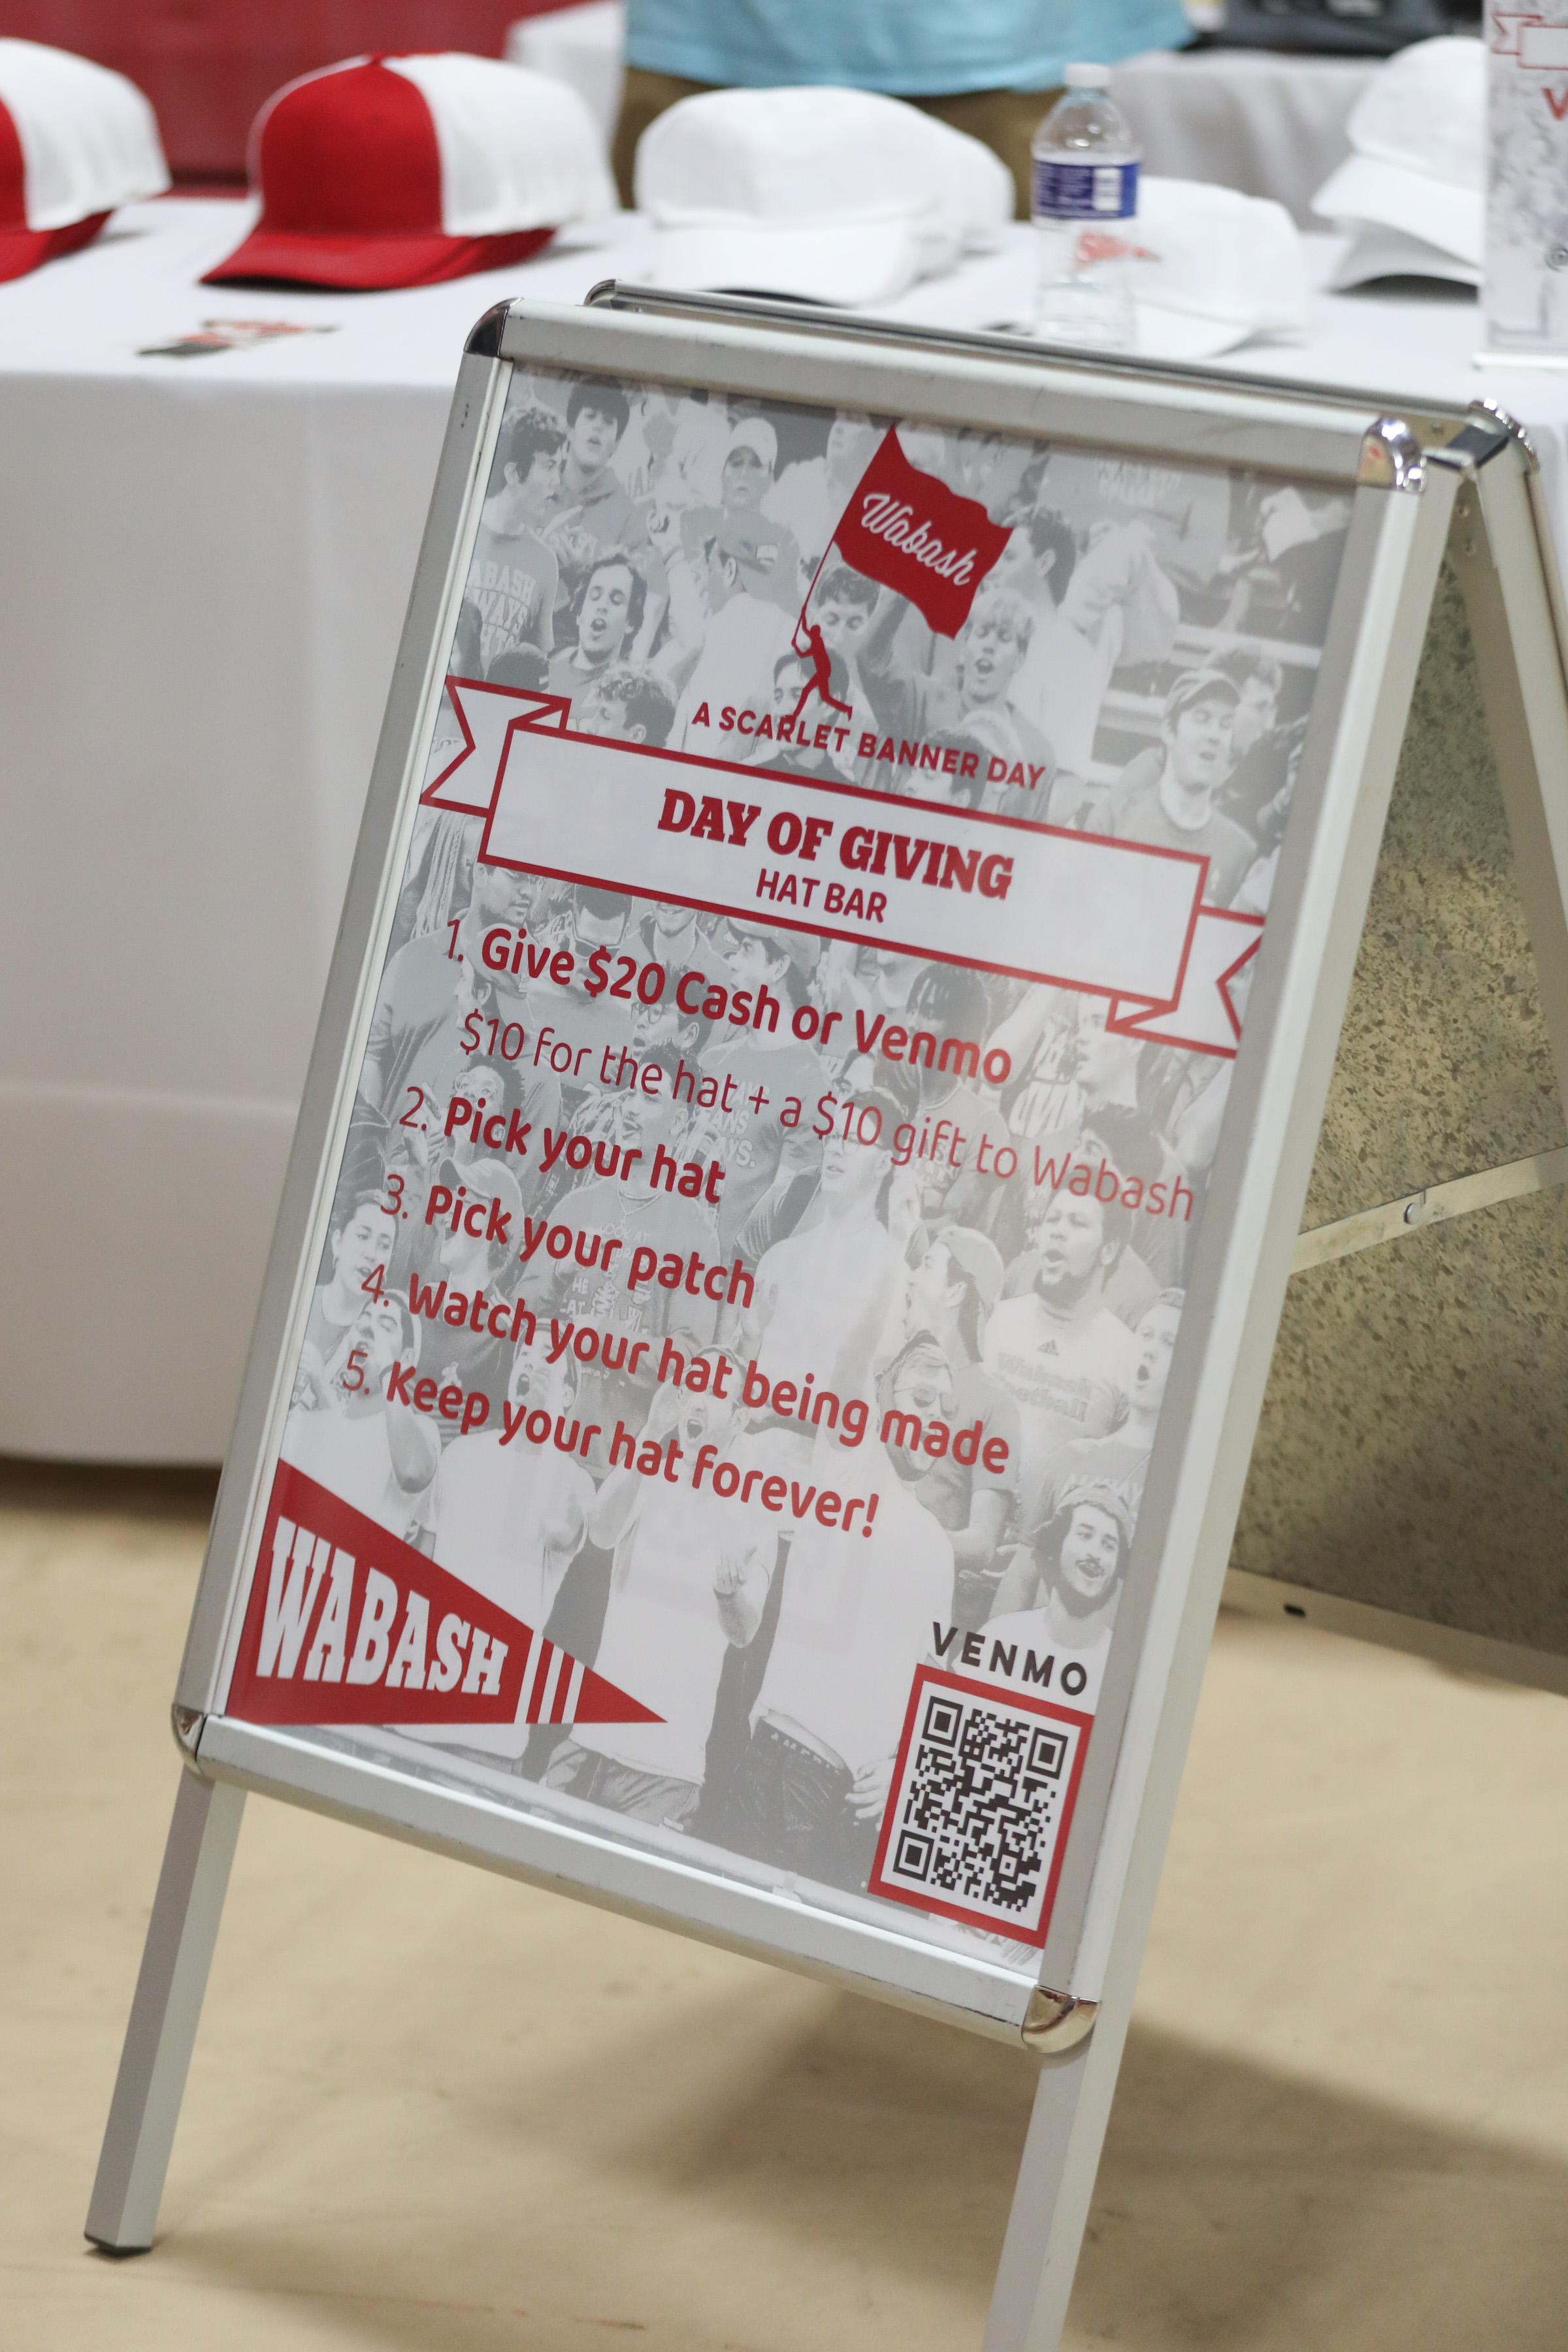 Wabash
A SCARLET BANNER DAY
DAY OF GIVING
HAT BAR
1. Give $20 Cash or Venmo
$10 for the hat + a $10 gift to Wabash
2. Pick your hat
3. Pick your patch
4. Watch your hat being made
5. Keep your hat forever!
WABASH
VENMO